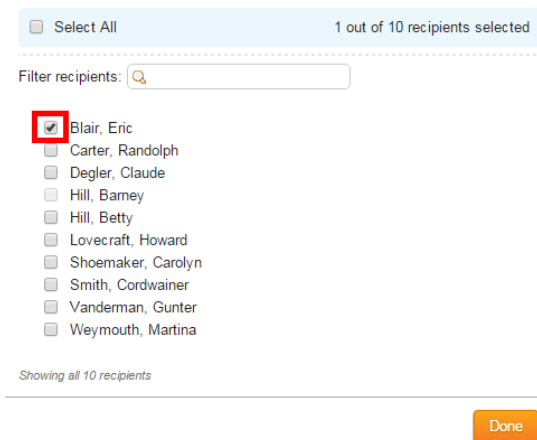 Select All 1 out of 10 recipients selected
Filter recipients:
Blair, Eric
Carter, Randolph
Degler, Claude
Hill, Barney
Hill, Betty
Lovecraft, Howard
Shoemaker, Carolyn
Smith, Cordwainer
Vanderman, Gunter
Weymouth, Martina
Showing all 10 recipients
Done